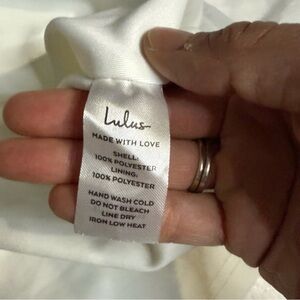 Lulus
MADE WITH LOVE
SHELL:
100% POLYESTER
LINING:
100% POLYESTER
HAND WASH COLD
DO NOT BLEACH
LINE DRY
IRON LOW HEAT